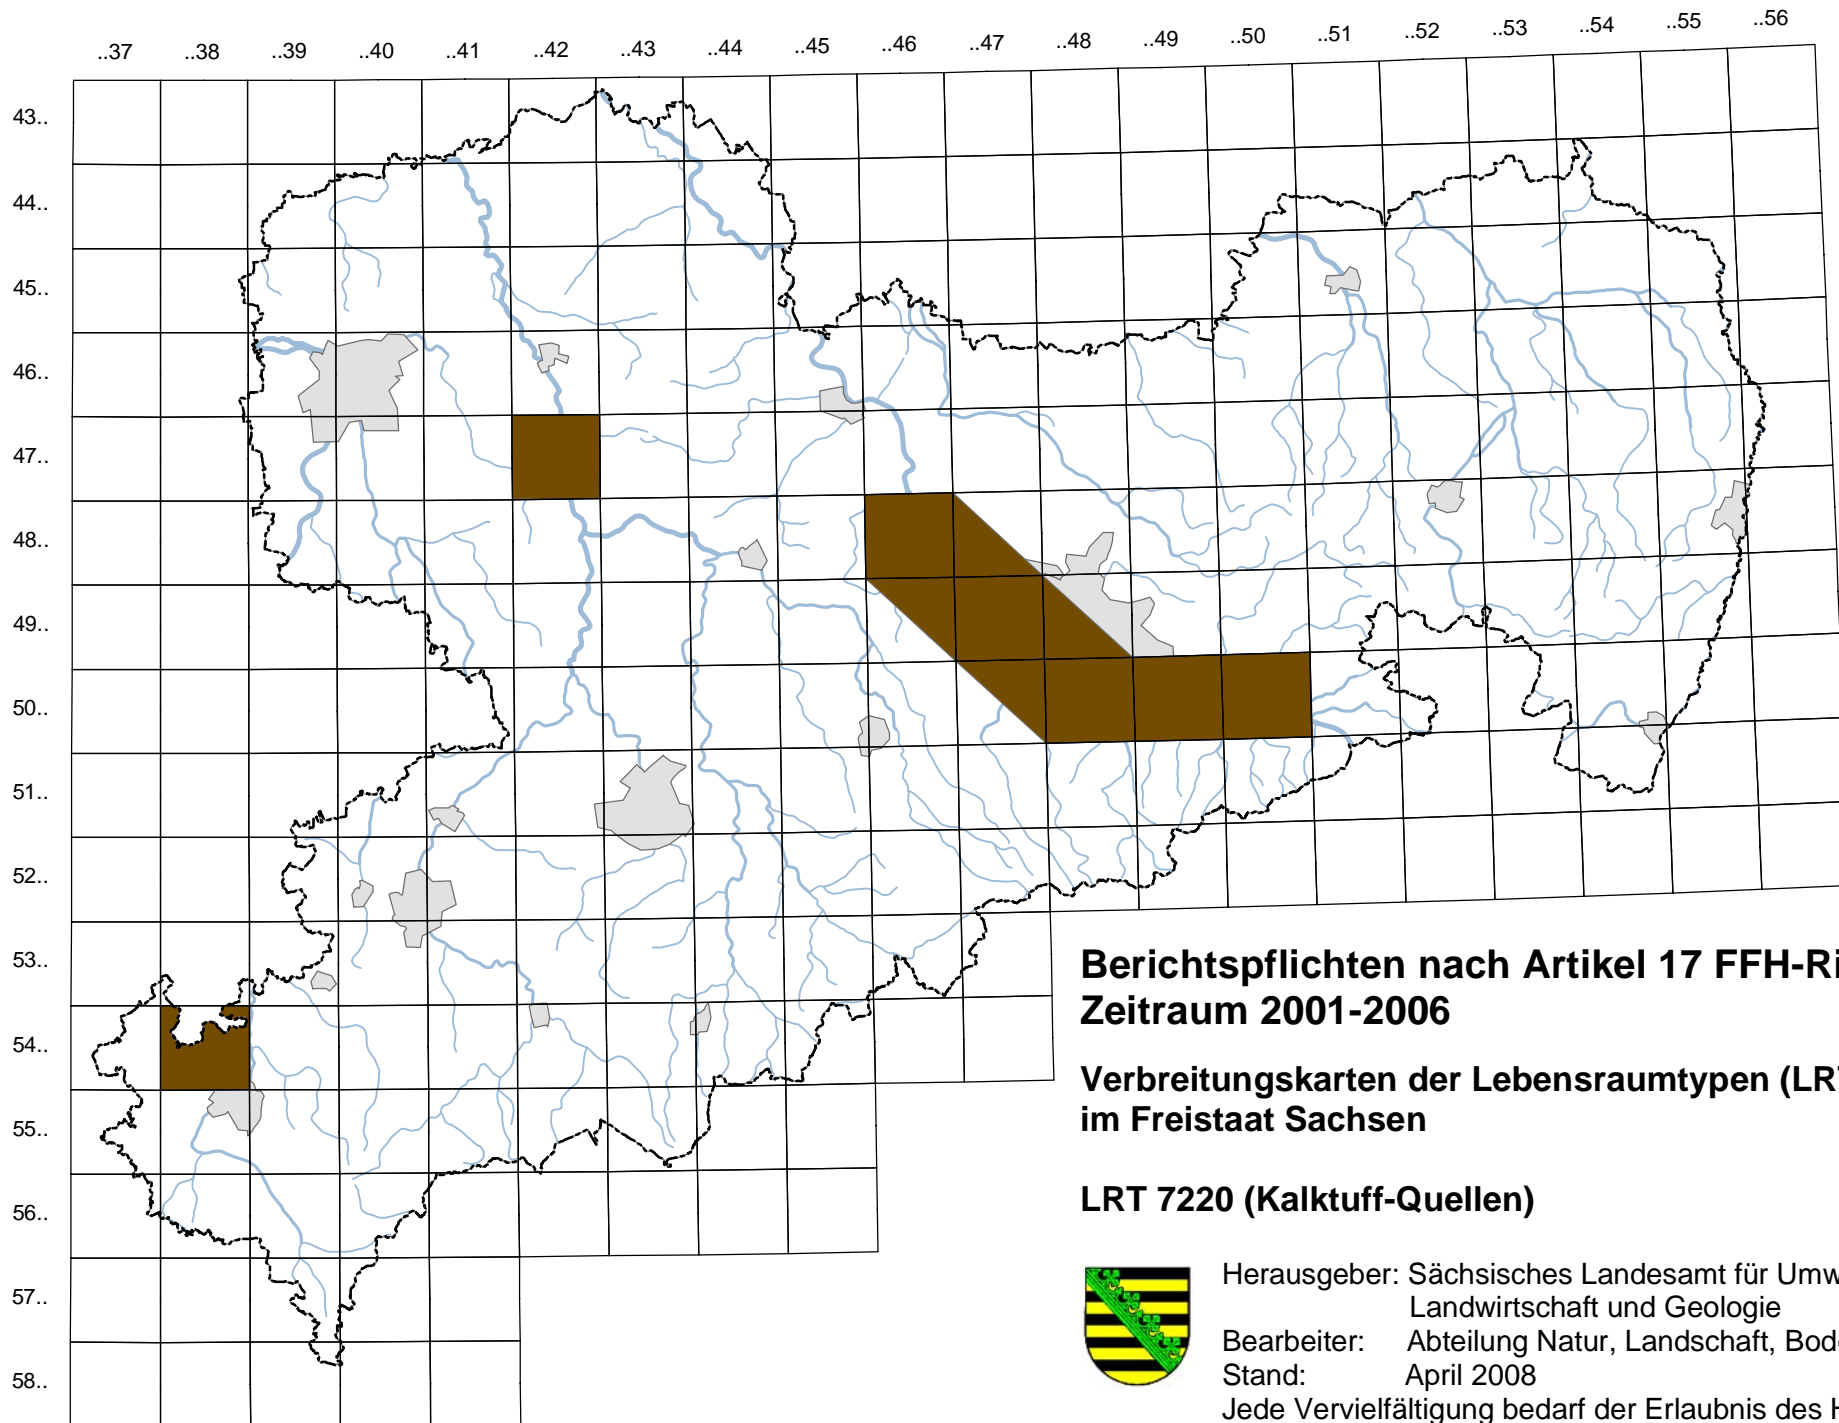 ..37 ..38 ..39 ..40 ..41 ..42 ..43 ..44 ..45 ..46 ..47 ..48 ..49 ..50 ..51 ..52 ..53 ..54 ..55 ..56
43..
44..
45..
46..
47..
48..
49..
50..
51..
52..
53..
54..
55..
56..
57..
58..
Berichtspflichten nach Artikel 17 FFH-Ri
Zeitraum 2001-2006
Verbreitungskarten der Lebensraumtypen (LRT
im Freistaat Sachsen
LRT 7220 (Kalktuff-Quellen)
Herausgeber: Sächsisches Landesamt für Umw
Landwirtschaft und Geologie
Bearbeiter: Abteilung Natur, Landschaft, Bod
Stand: April 2008
Jede Vervielfältigung bedarf der Erlaubnis des H